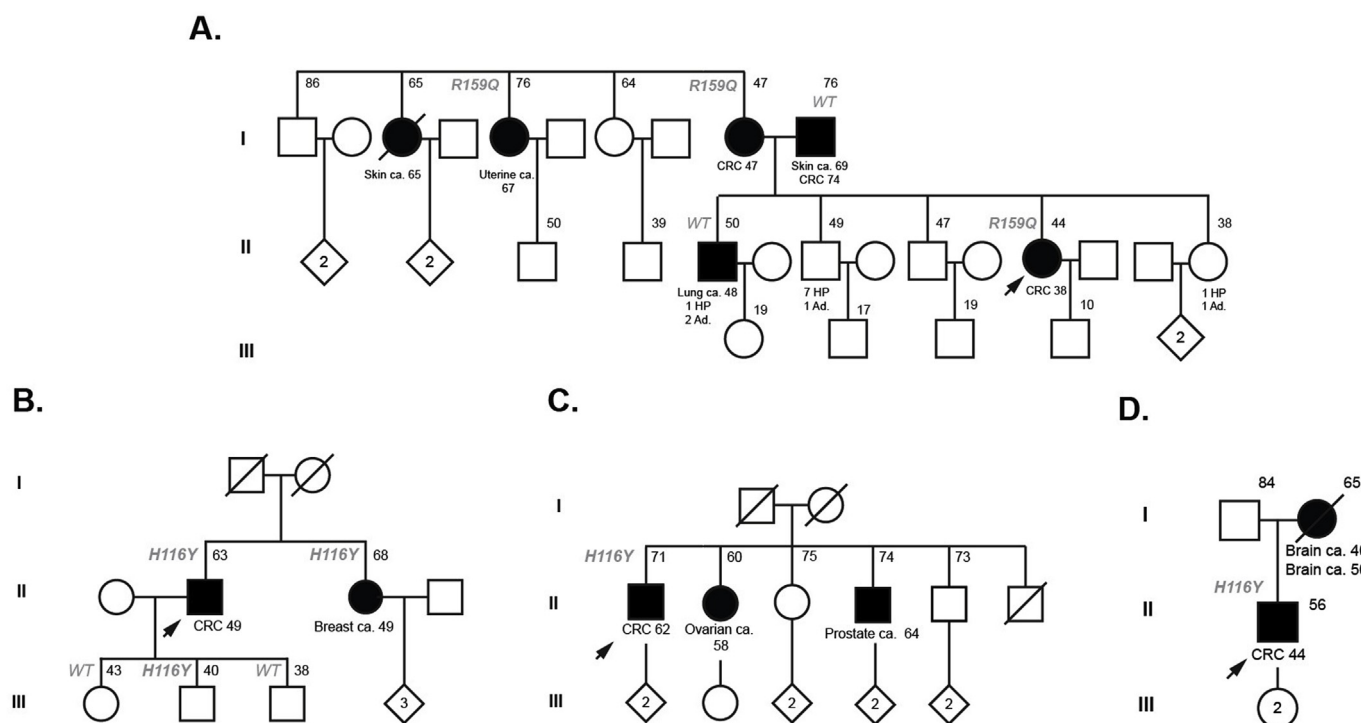 A.
86 65 R159Q 76 64 R159Q 47 76
WT
I
CRC 47 Skin ca. 69
CRC 74
Skin ca. 65 Uterine ca.
67
50 39 WT 50 49 47 R159Q 44 38
II
2 2
Lung ca. 48 7 HP CRC 38 1 HP
1 HP 1 Ad. 1Ad.
2 Ad.
19 17 19 10
2
III
B.
I
H116Y 63 H116Y 68
II
CRC 49 Breast ca. 49
WT 43 H116Y 40 WT 38
III
3
C.
I
H116Y 71 60 75 74 73
II
CRC 62 Ovarian ca. Prostate ca. 64
58
III
2 2 2 2
D.
84 65
I
Brain ca.
Brain ca.
H116Y
II
56
CRC 44
III
2